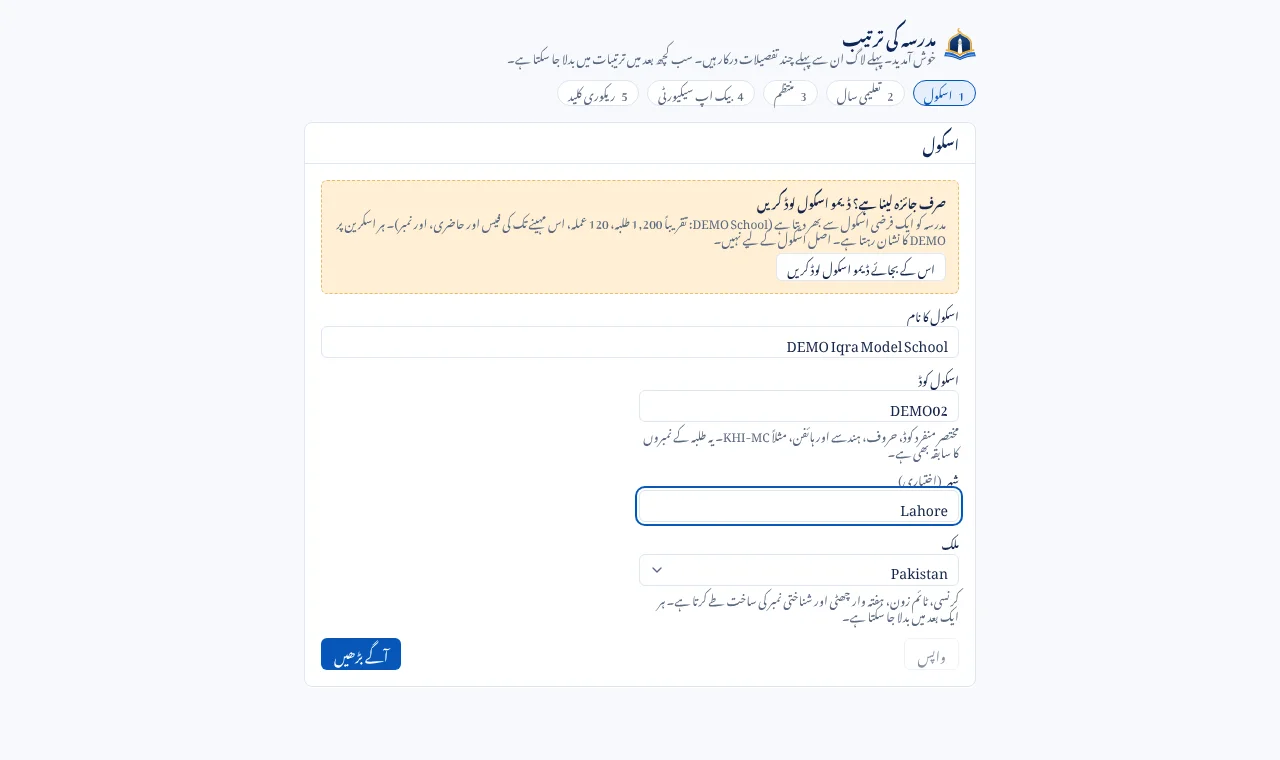 مدرسہ کی ترتیب
خوش آمدید۔ پہلے لاگ ان سے پہلے چند تفصیلات درکار ہیں۔ سب کچھ بعد میں ترتیبات میں بدلا جا سکتا ہے۔
1 اسکول
2 تعلیمی سال
3 منتظم
4 بیک اپ سیکیورٹی
5 ریکوری کلید
اسکول
صرف جائزہ لینا ہے؟ ڈیمو اسکول لوڈ کریں
مدرسہ کو ایک فرضی اسکول سے بھر دیتا ہے (DEMO School: تقریباً 1,200 طلبہ، 120 عملہ، اس مہینے تک کی فیس اور حاضری، اور نمبر)۔ ہر اسکرین پر
DEMO کا نشان رہتا ہے۔ اصل اسکول کے لیے نہیں۔
اس کے بجائے ڈیمو اسکول لوڈ کریں
اسکول کا نام
DEMO Iqra Model School
اسکول کوڈ
DEMO02
مختصر منفرد کوڈ، حروف، ہندسے اور ہائفن، مثلاً KHI-MC۔ یہ طلبہ کے نمبروں
کا سابقہ بھی ہے۔
شہر (اختیاری)
Lahore
ملک
Pakistan
کرنسی، ٹائم زون، ہفتہ وار چھٹی اور شناختی نمبر کی ساخت طے کرتا ہے۔ ہر
ایک بعد میں بدلا جا سکتا ہے۔
واپس
آگے بڑھیں